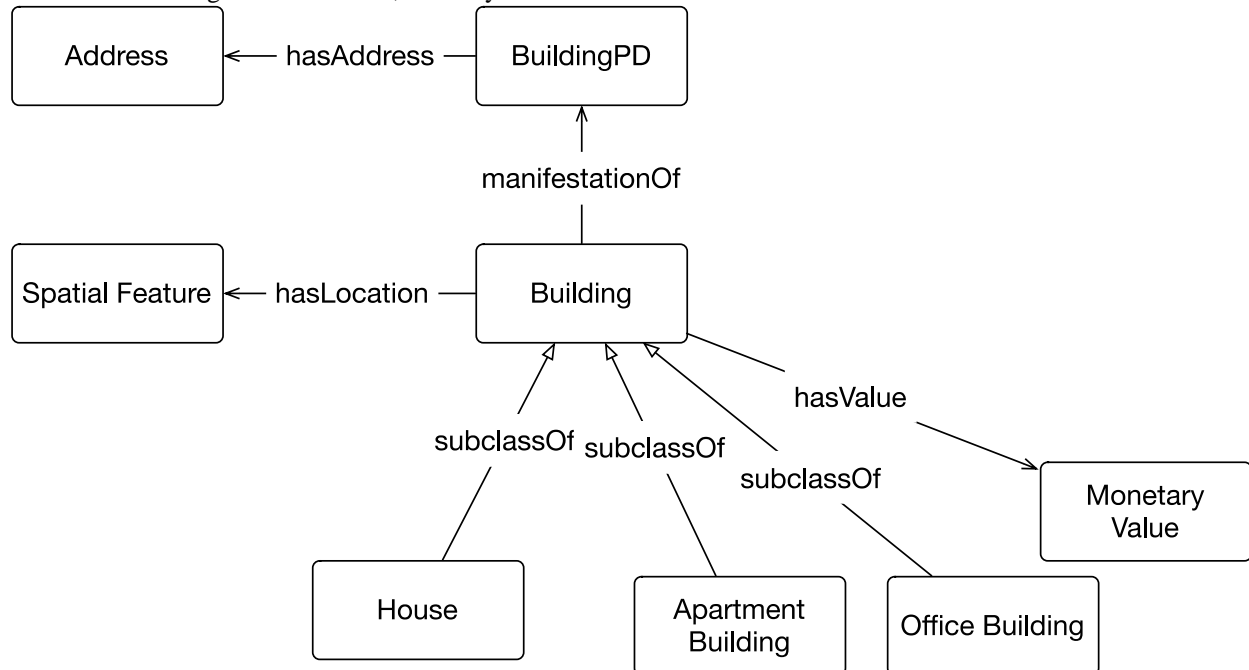 Address
hasAddress
BuildingPD
manifestationOf
Spatial Feature
hasLocation
Building
hasValue
subclassOf
subclassOf
subclassOf
Monetary
Value
House
Apartment
Building
Office Building